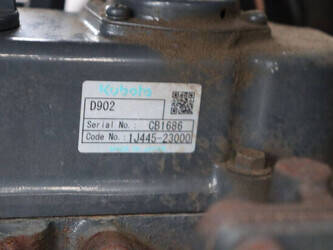 Kubota
D902
Serial No.: CB1686
Code No.: 1J445-23000